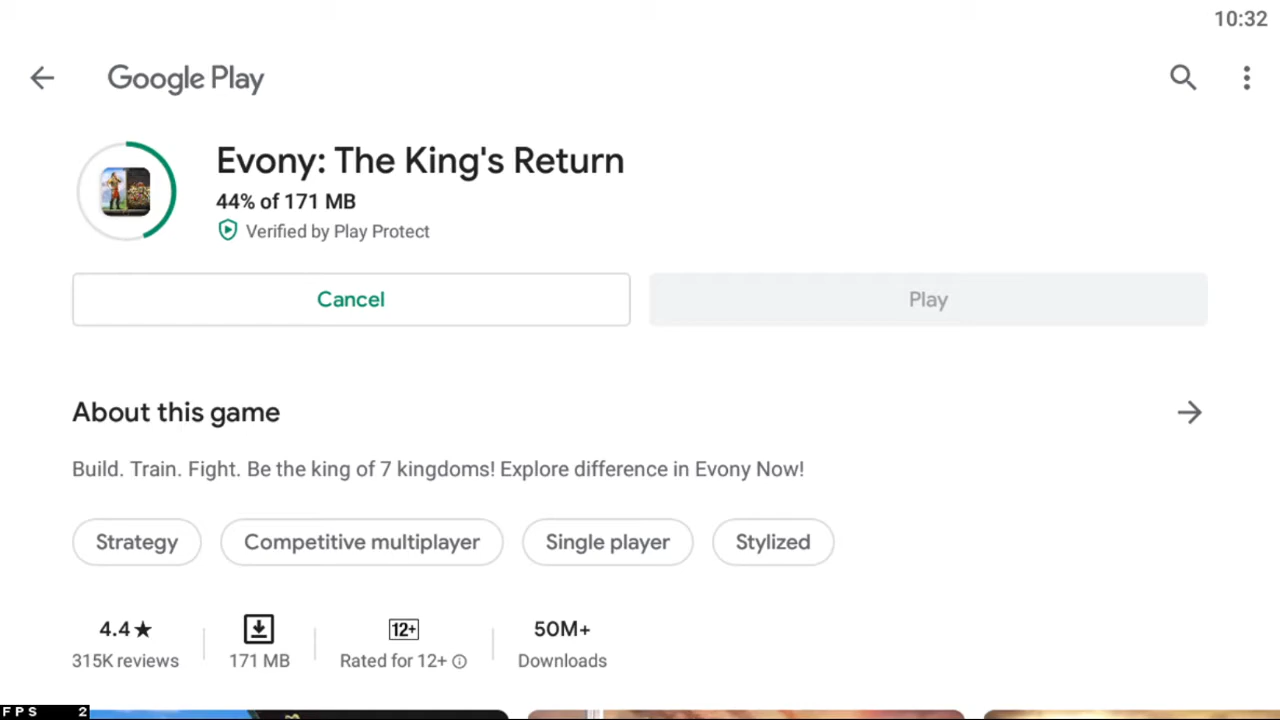 10:32
Google Play
Evony: The King's Return
44% of 171 MB
Verified by Play Protect
Cancel
Play
About this game
Build. Train. Fight. Be the king of 7 kingdoms! Explore difference in Evony Now!
Strategy
Competitive multiplayer
Single player
Stylized
4.4★
315K reviews
171 MB
12+
Rated for 12+
50M+
Downloads
FPS 2